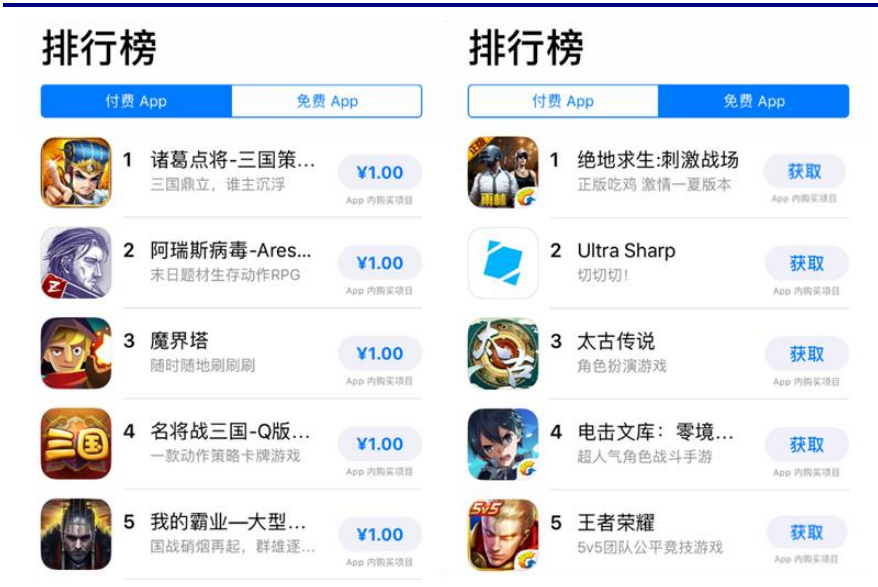 排行榜
付费 App
免费 App
1
诸葛点将-三国策...
三国鼎立，谁主沉浮
¥1.00
App 内购买项目
2
阿瑞斯病毒-Ares...
末日题材生存动作RPG
¥1.00
App 内购买项目
3
魔界塔
随时随地刷刷刷
¥1.00
App 内购买项目
三国
4
名将战三国-Q版...
一款动作策略卡牌游戏
¥1.00
App 内购买项目
5
我的霸业—大型...
国战硝烟再起，群雄逐...
¥1.00
App 内购买项目
排行榜
付费 App
免费 App
正版
雨林
1
绝地求生:刺激战场
正版吃鸡 激情一夏版本
获取
App 内购买项目
2
Ultra Sharp
切切切！
获取
App 内购买项目
太古
3
太古传说
角色扮演游戏
获取
App 内购买项目
4
电击文库：零境...
超人气角色战斗手游
获取
App 内购买项目
5v5
5
王者荣耀
5v5团队公平竞技游戏
获取
App 内购买项目